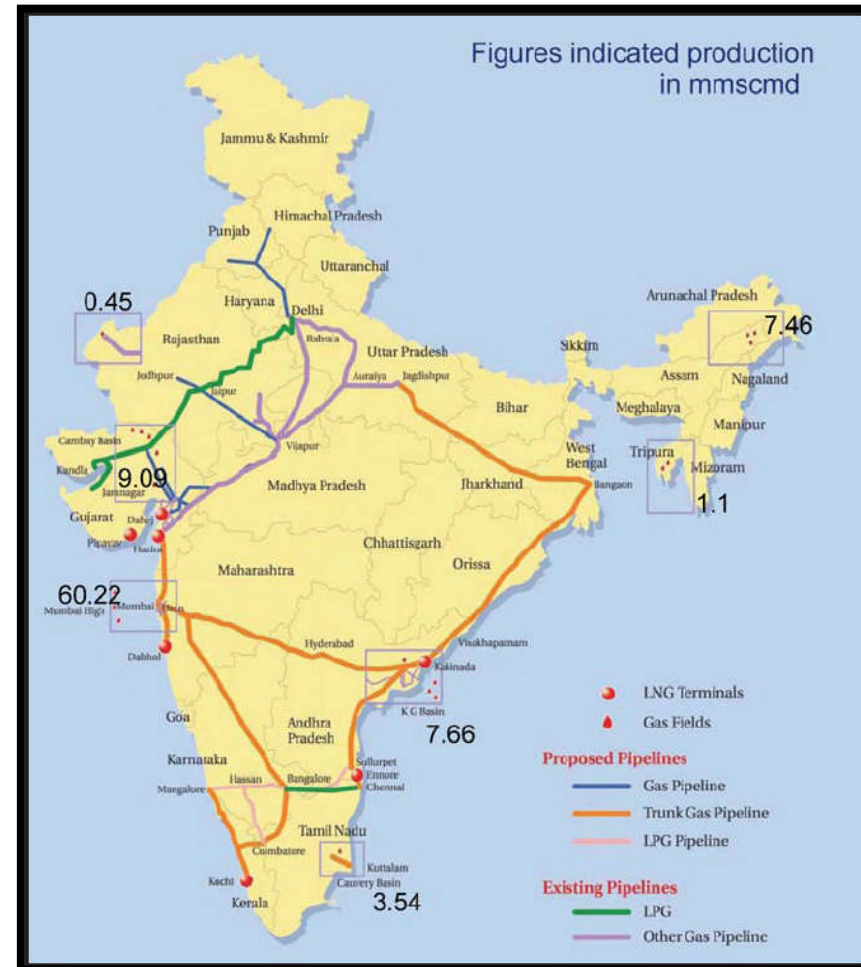 Figures indicated production
in mmscmd
Jammu & Kashmir
Himachal Pradesh
Punjab
Uttaranchal
Haryana
Delhi
0.45
Rajasthan
Arunachal Pradesh
7.46
Uttar Pradesh
Sikkim
Jodhpur
Jaipur
Auraiya
Jagdishpur
Assam
Nagaland
Bihar
Meghalaya
Manipur
Cambay Basin
Vijapur
West
Bengal
Tripura
Mizoram
Kandla
9.09
Jamnagar
Madhya Pradesh
Jharkhand
Bangaon
1.1
Gujarat
Dahej
Chhattisgarh
Orissa
Maharashtra
60.22
Mumbai High
Mumbai
Hyderabad
Visakhapatnam
Dabhol
Kakinada
LNG Terminals
K G Basin
Goa
Gas Fields
7.66
Andhra
Pradesh
Karnataka
Proposed Pipelines
Sullurpet
Hassan
Bangalore
Ennore
Gas Pipeline
Mangalore
Chennai
Trunk Gas Pipeline
Tamil Nadu
LPG Pipeline
Coimbatore
Kuttalam
Kochi
Cauvery Basin
Existing Pipelines
Kerala
3.54
LPG
Other Gas Pipeline